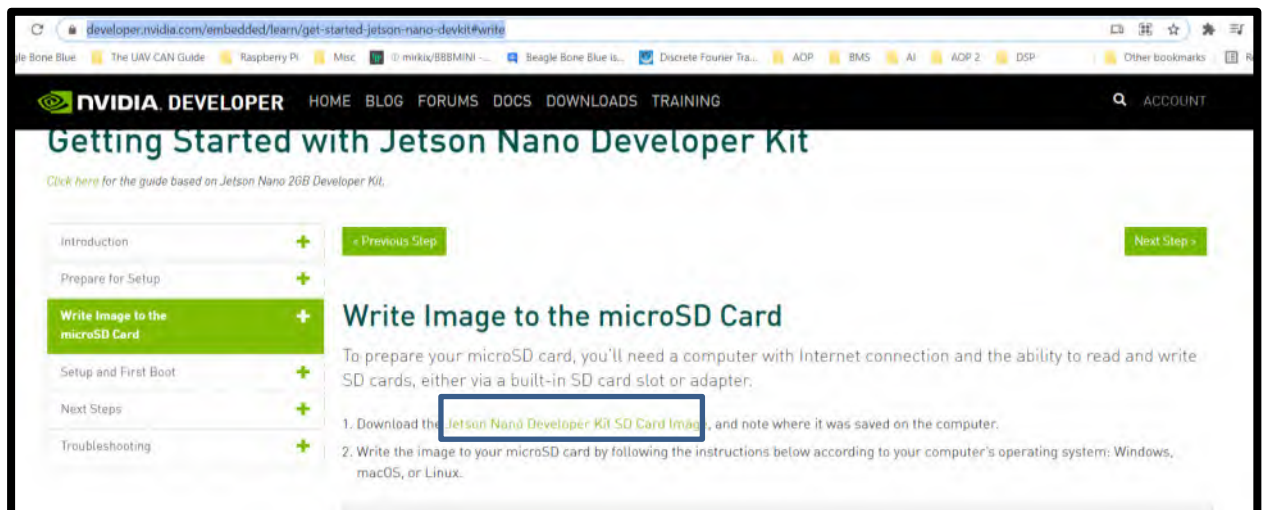 developer.nvidia.com/embedded/learn/get-started-jetson-nano-devkit#write
gle Bone Blue The UAV CAN Guide Raspberry Pi Misc mirkix/BBBMINI -... Beagle Bone Blue is... Discrete Fourier Tra... AOP BMS AI AOP 2 DSP Other bookmarks
NVIDIA. DEVELOPER HOME BLOG FORUMS DOCS DOWNLOADS TRAINING ACCOUNT
Getting Started with Jetson Nano Developer Kit
Click here for the guide based on Jetson Nano 2GB Developer Kit.
Introduction +
< Previous Step
Next Step >
Prepare for Setup +
Write Image to the +
microSD Card
Setup and First Boot +
Next Steps +
Troubleshooting +
Write Image to the microSD Card
To prepare your microSD card, you'll need a computer with Internet connection and the ability to read and write
SD cards, either via a built-in SD card slot or adapter.
1. Download the Jetson Nano Developer Kit SD Card Image, and note where it was saved on the computer.
2. Write the image to your microSD card by following the instructions below according to your computer's operating system: Windows,
macOS, or Linux.